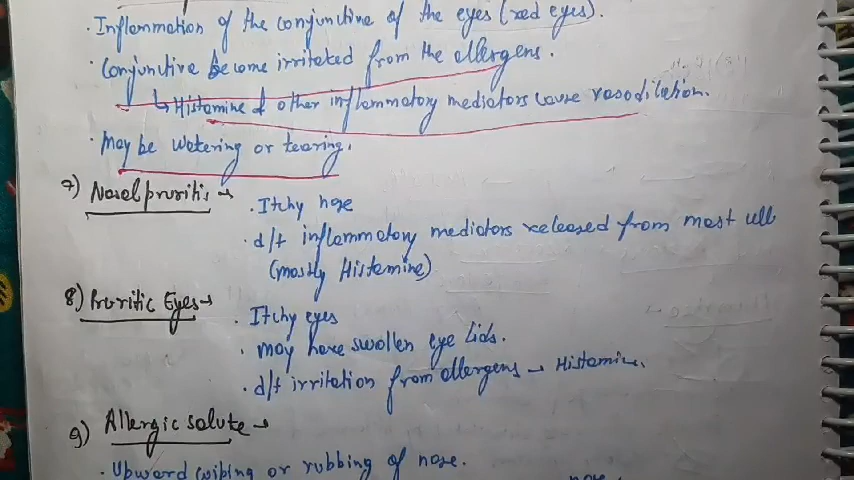 · Inflammation of the conjunctive of the eyes (red eyes).
· Conjunctive become irritated from the allergens.
↳ Histamine & other inflammatory mediators cause vasodilation.
· May be watering or tearing.
7) Nasal pruritis →
· Itchy nose
· d/t inflammatory mediators released from mast cell
(mostly Histamine)
8) Pruritic Eyes →
· Itchy eyes
· may have swollen eye lids.
· d/t irritation from allergens → Histamine.
9) Allergic salute →
· Upward wiping or rubbing of nose.
nose.